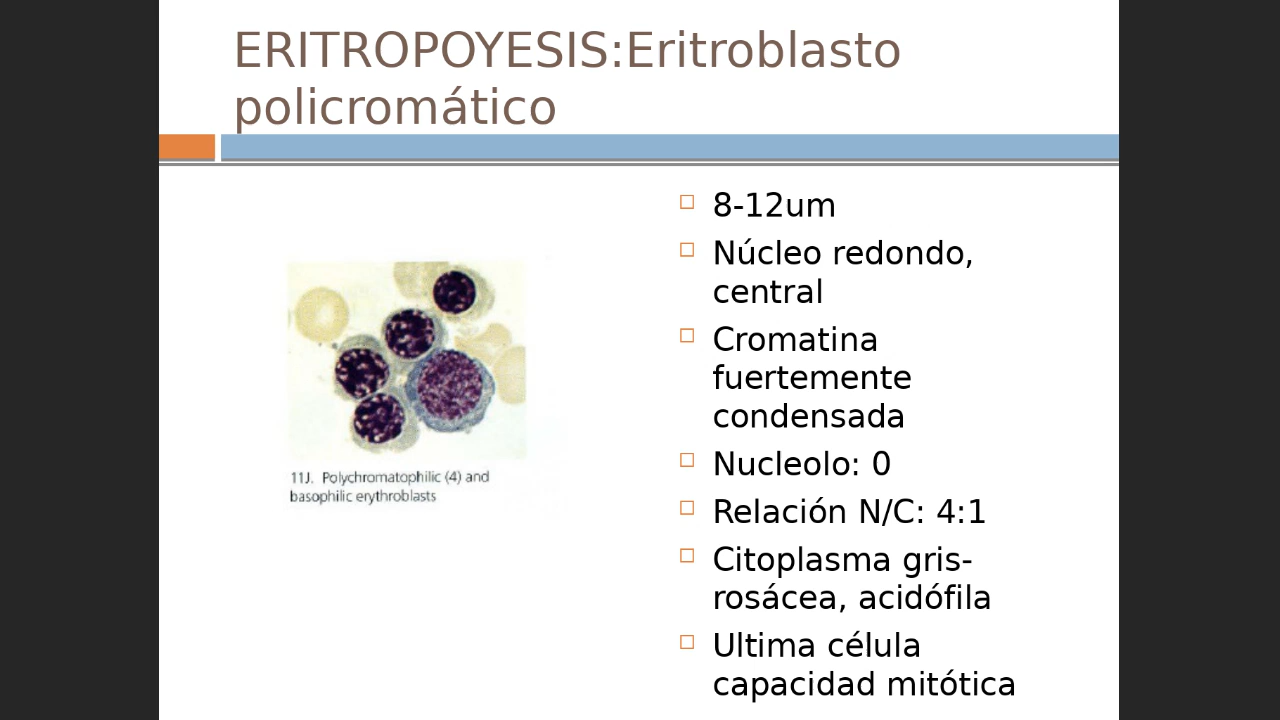 ERITROPOYESIS:Eritroblasto
policromático
8-12um
Núcleo redondo,
central
Cromatina
fuertemente
condensada
Nucleolo: 0
Relación N/C: 4:1
Citoplasma gris-
rosácea, acidófila
Ultima célula
capacidad mitótica
11J. Polychromatophilic (4) and
basophilic erythroblasts